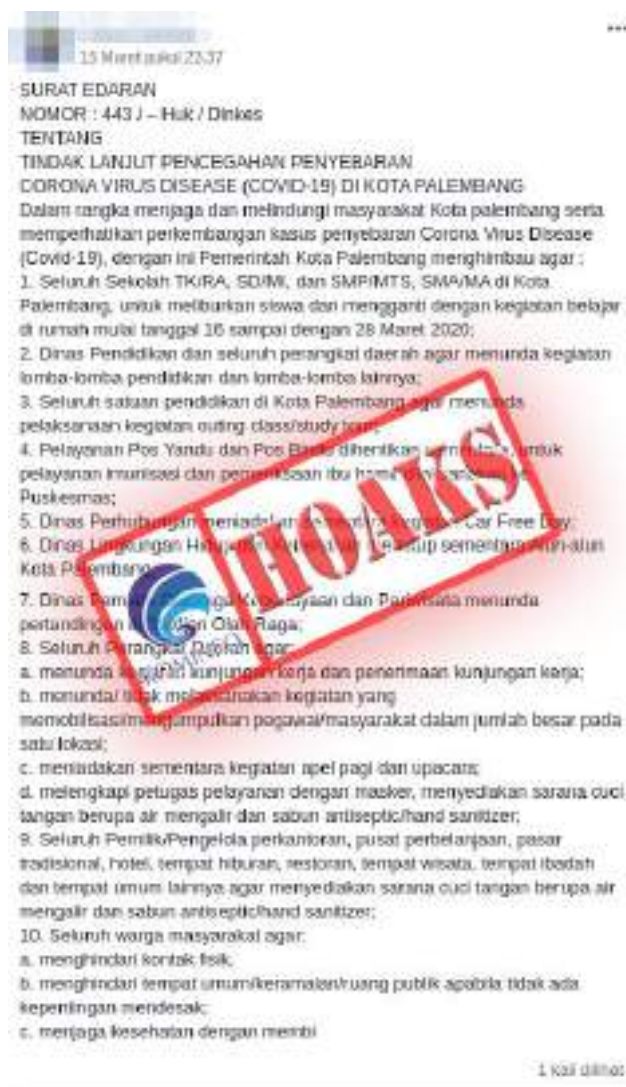 15 Maret pukul 22.37
SURAT EDARAN
NOMOR : 443 / – Huk / Dinkes
TENTANG
TINDAK LANJUT PENCEGAHAN PENYEBARAN
CORONA VIRUS DISEASE (COVID-19) DI KOTA PALEMBANG
Dalam rangka menjaga dan melindungi masyarakat Kota palembang serta
memperhatikan perkembangan kasus penyebaran Corona Virus Disease
(Covid-19), dengan ini Pemerintah Kota Palembang menghimbau agar :
1. Seluruh Sekolah TK/RA, SD/MI, dan SMP/MTS, SMA/MA di Kota
Palembang, untuk meliburkan siswa dan mengganti dengan kegiatan belajar
di rumah mulai tanggal 16 sampai dengan 28 Maret 2020;
2. Dinas Pendidikan dan seluruh perangkat daerah agar menunda kegiatan
lomba-lomba pendidikan dan lomba-lomba lainnya;
3. Seluruh satuan pendidikan di Kota Palembang agar menunda
pelaksanaan kegiatan outing class/study tour;
4. Pelayanan Pos Yandu dan Pos dihentikan sementara, untuk
pelayanan imunisasi dan pemeriksaan ibu
Puskesmas;
5. Dinas Perhubungan meniadakan sementara kegiatan Car Free Day;
6. Dinas Lingkungan sementara Alun-alun
Kota Palembang
7. Dinas dan Pariwisata menunda
pertandingan Olah Raga;
8. Seluruh Perangkat Daerah agar:
a. menunda kegiatan kunjungan kerja dan penerimaan kunjungan kerja;
b. menunda/ tidak melaksanakan kegiatan yang
memobilisasi/mengumpulkan pegawai/masyarakat dalam jumlah besar pada
satu lokasi;
c. meniadakan sementara kegiatan apel pagi dan upacara;
d. melengkapi petugas pelayanan dengan masker, menyediakan sarana cuci
tangan berupa air mengalir dan sabun antiseptic/hand sanitizer;
9. Seluruh Pemilik/Pengelola perkantoran, pusat perbelanjaan, pasar
tradisional, hotel, tempat hiburan, restoran, tempat wisata, tempat ibadah
dan tempat umum lainnya agar menyediakan sarana cuci tangan berupa air
mengalir dan sabun antiseptic/hand sanitizer;
10. Seluruh warga masyarakat agar:
a. menghindari kontak fisik,
b. menghindari tempat umum/keramaian/ruang publik apabila tidak ada
kepentingan mendesak;
c. menjaga kesehatan dengan membi
1 kali dilihat
HOAKS
KOMINFO